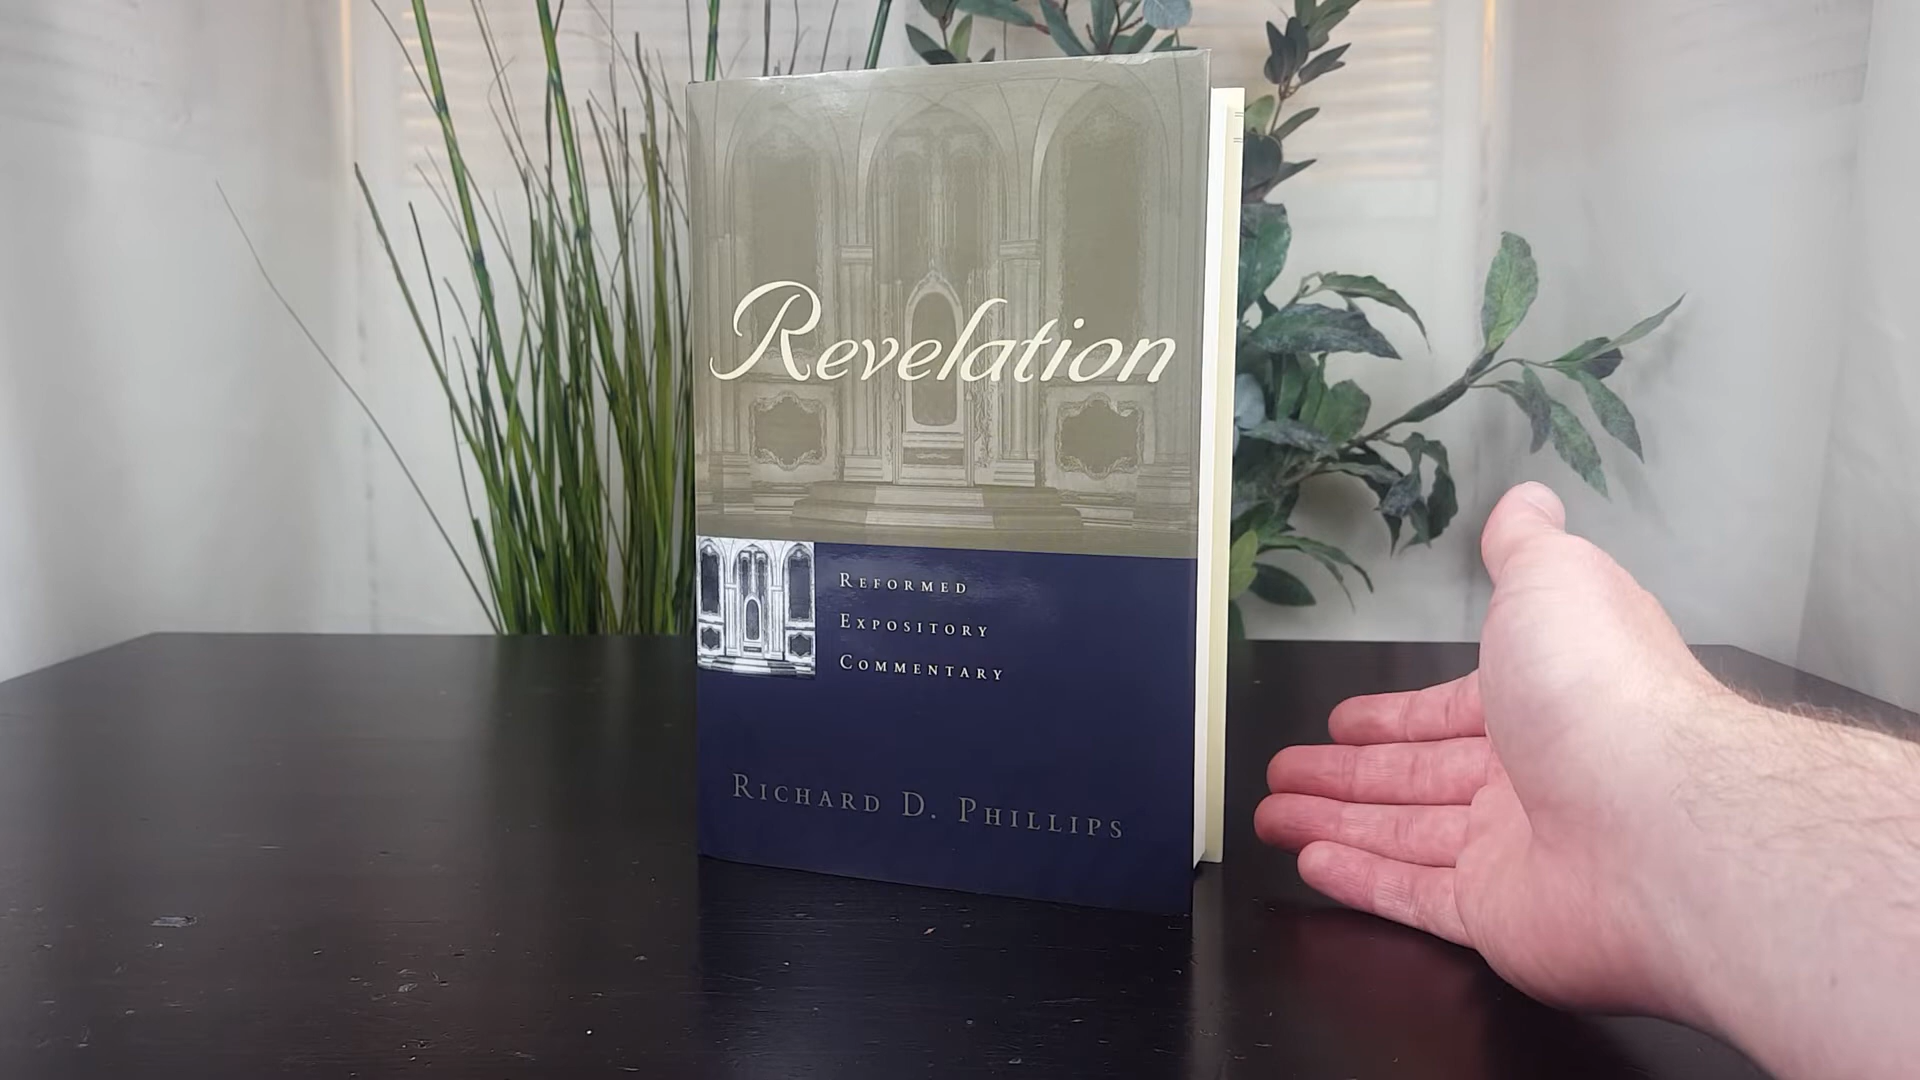 Revelation
Reformed
Expository
Commentary
Richard D. Phillips